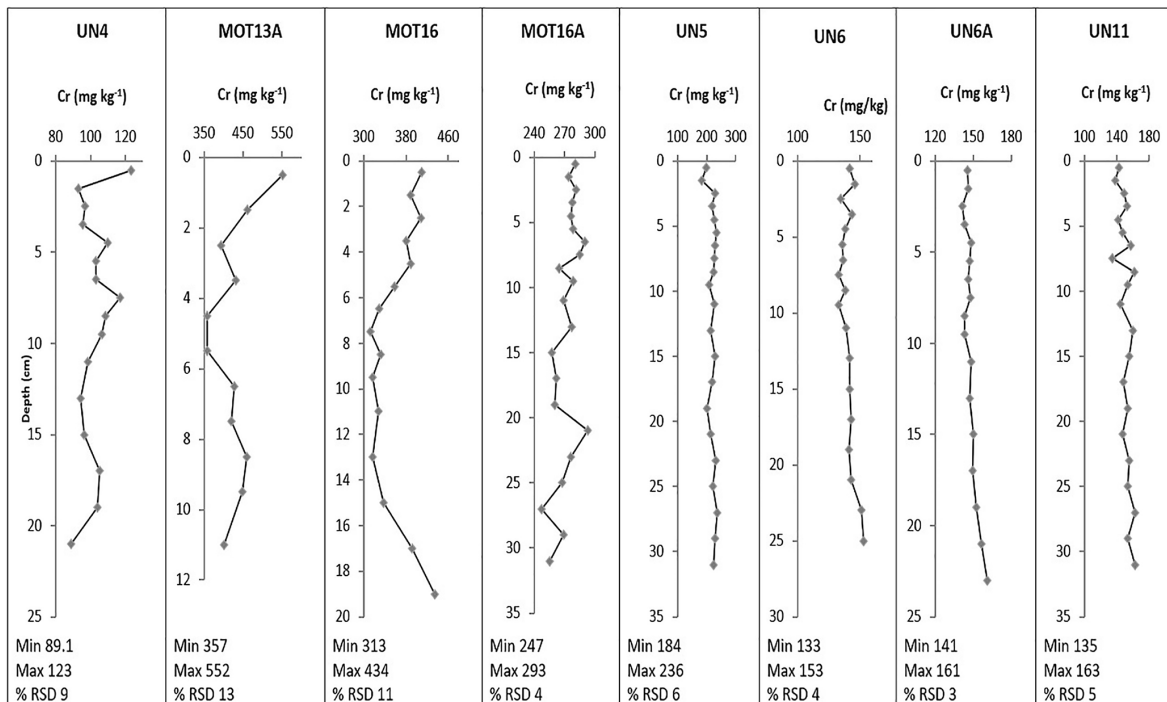 UN4
Cr (mg kg⁻¹)
80 100 120
0
5
10
15
20
25
Depth (cm)
Min 89.1
Max 123
% RSD 9
MOT13A
Cr (mg kg⁻¹)
350 450 550
0
2
4
6
8
10
12
Min 357
Max 552
% RSD 13
MOT16
Cr (mg kg⁻¹)
300 380 460
0
2
4
6
8
10
12
14
16
18
20
Min 313
Max 434
% RSD 11
MOT16A
Cr (mg kg⁻¹)
240 270 300
0
5
10
15
20
25
30
35
Min 247
Max 293
% RSD 4
UN5
Cr (mg kg⁻¹)
100 200 300
0
5
10
15
20
25
30
35
Min 184
Max 236
% RSD 6
UN6
Cr (mg/kg)
100 150
0
5
10
15
20
25
30
Min 133
Max 153
% RSD 4
UN6A
Cr (mg kg⁻¹)
120 150 180
0
5
10
15
20
25
Min 141
Max 161
% RSD 3
UN11
Cr (mg kg⁻¹)
100 140 180
0
5
10
15
20
25
30
35
Min 135
Max 163
% RSD 5